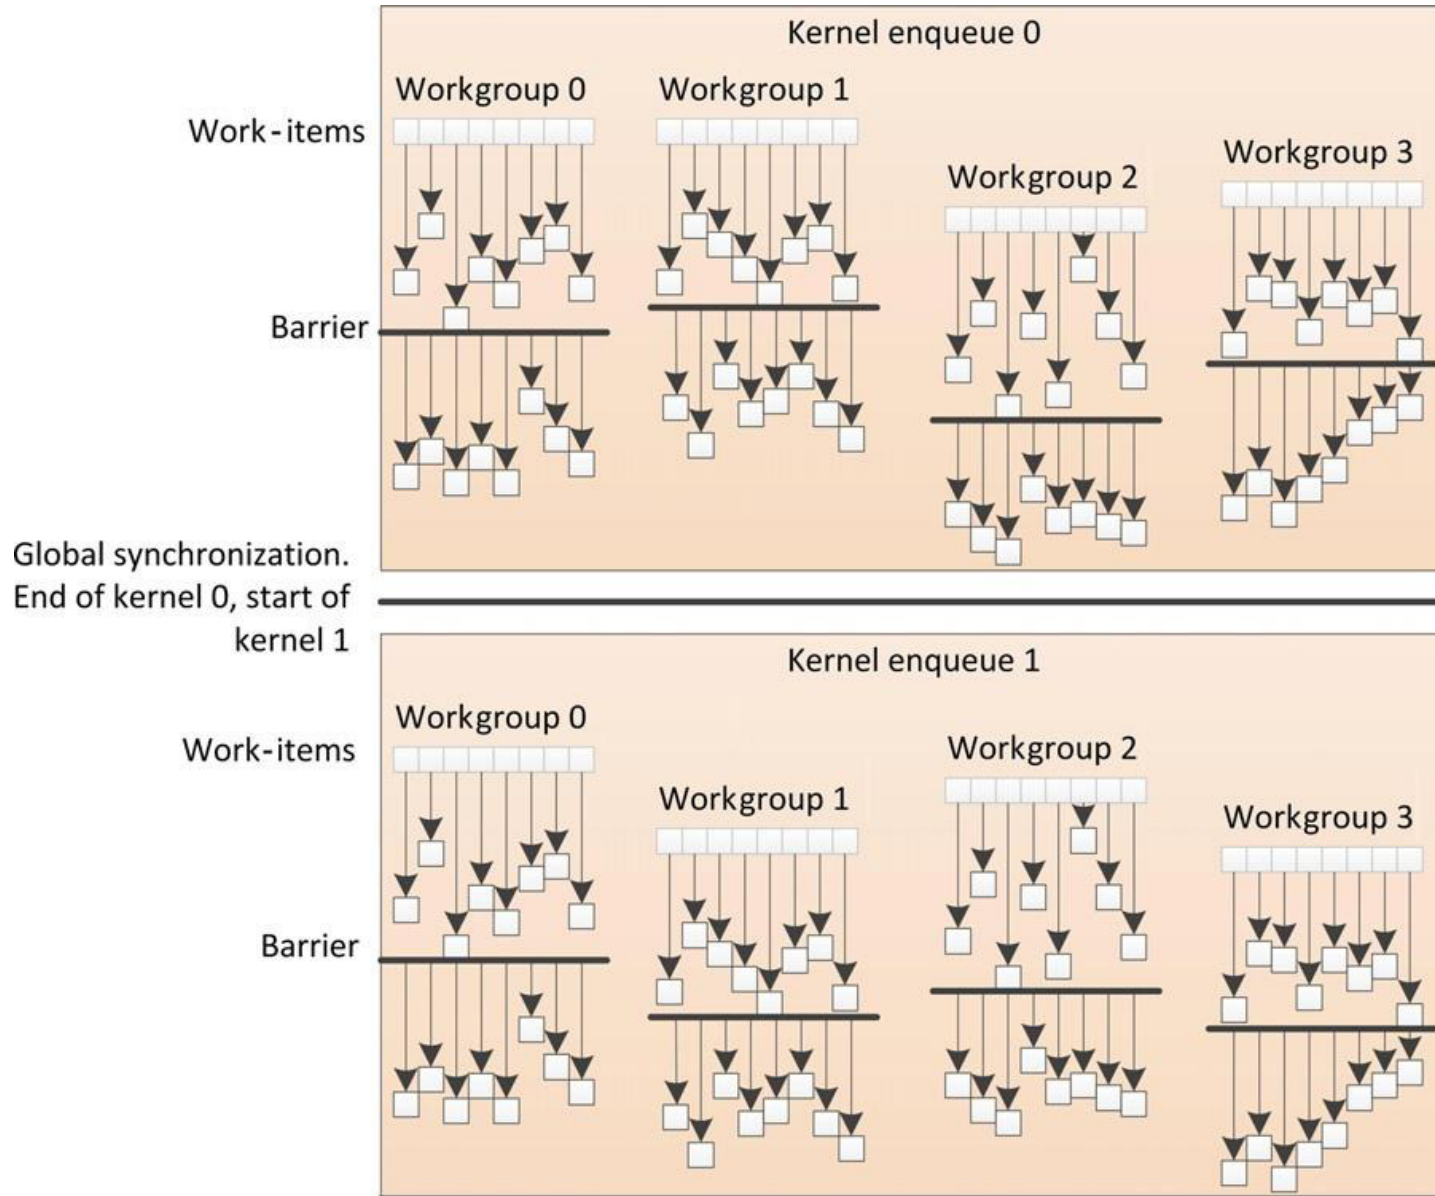 Kernel enqueue 0
Workgroup 0
Workgroup 1
Work-items
Workgroup 3
Workgroup 2
Barrier
Global synchronization.
End of kernel 0, start of
kernel 1
Kernel enqueue 1
Workgroup 0
Work-items
Workgroup 2
Workgroup 1
Workgroup 3
Barrier